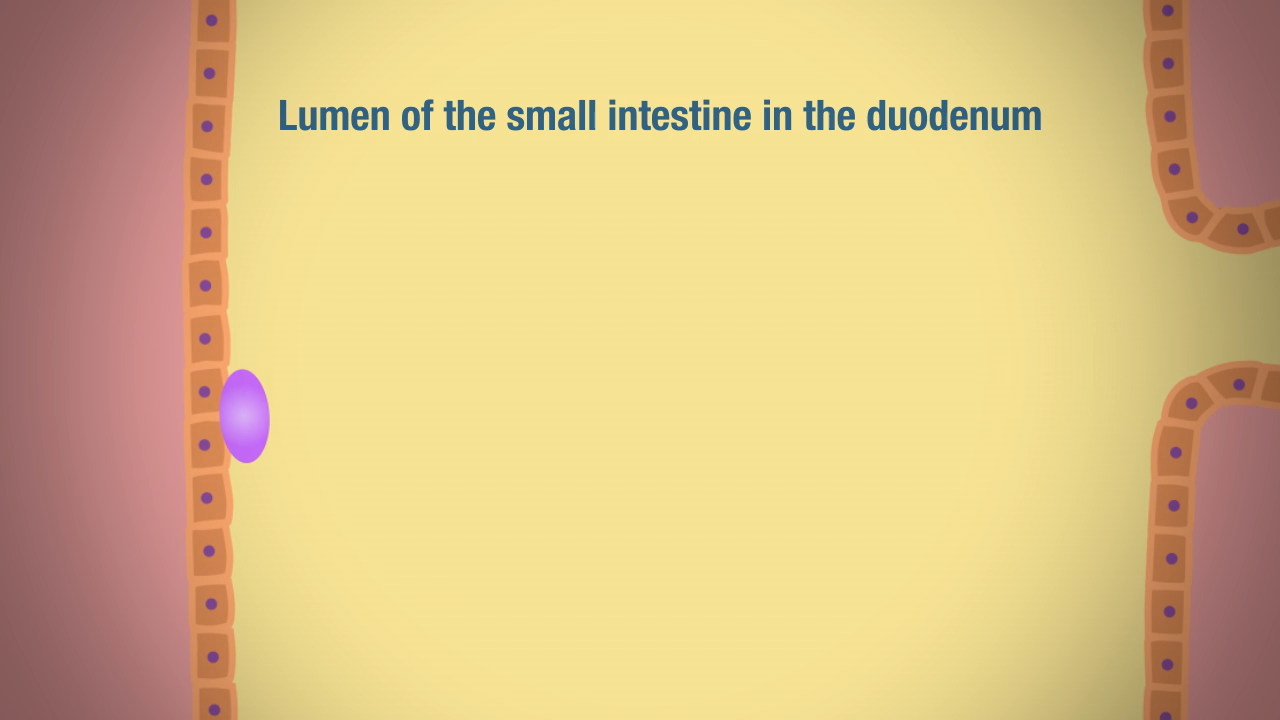 Lumen of the small intestine in the duodenum